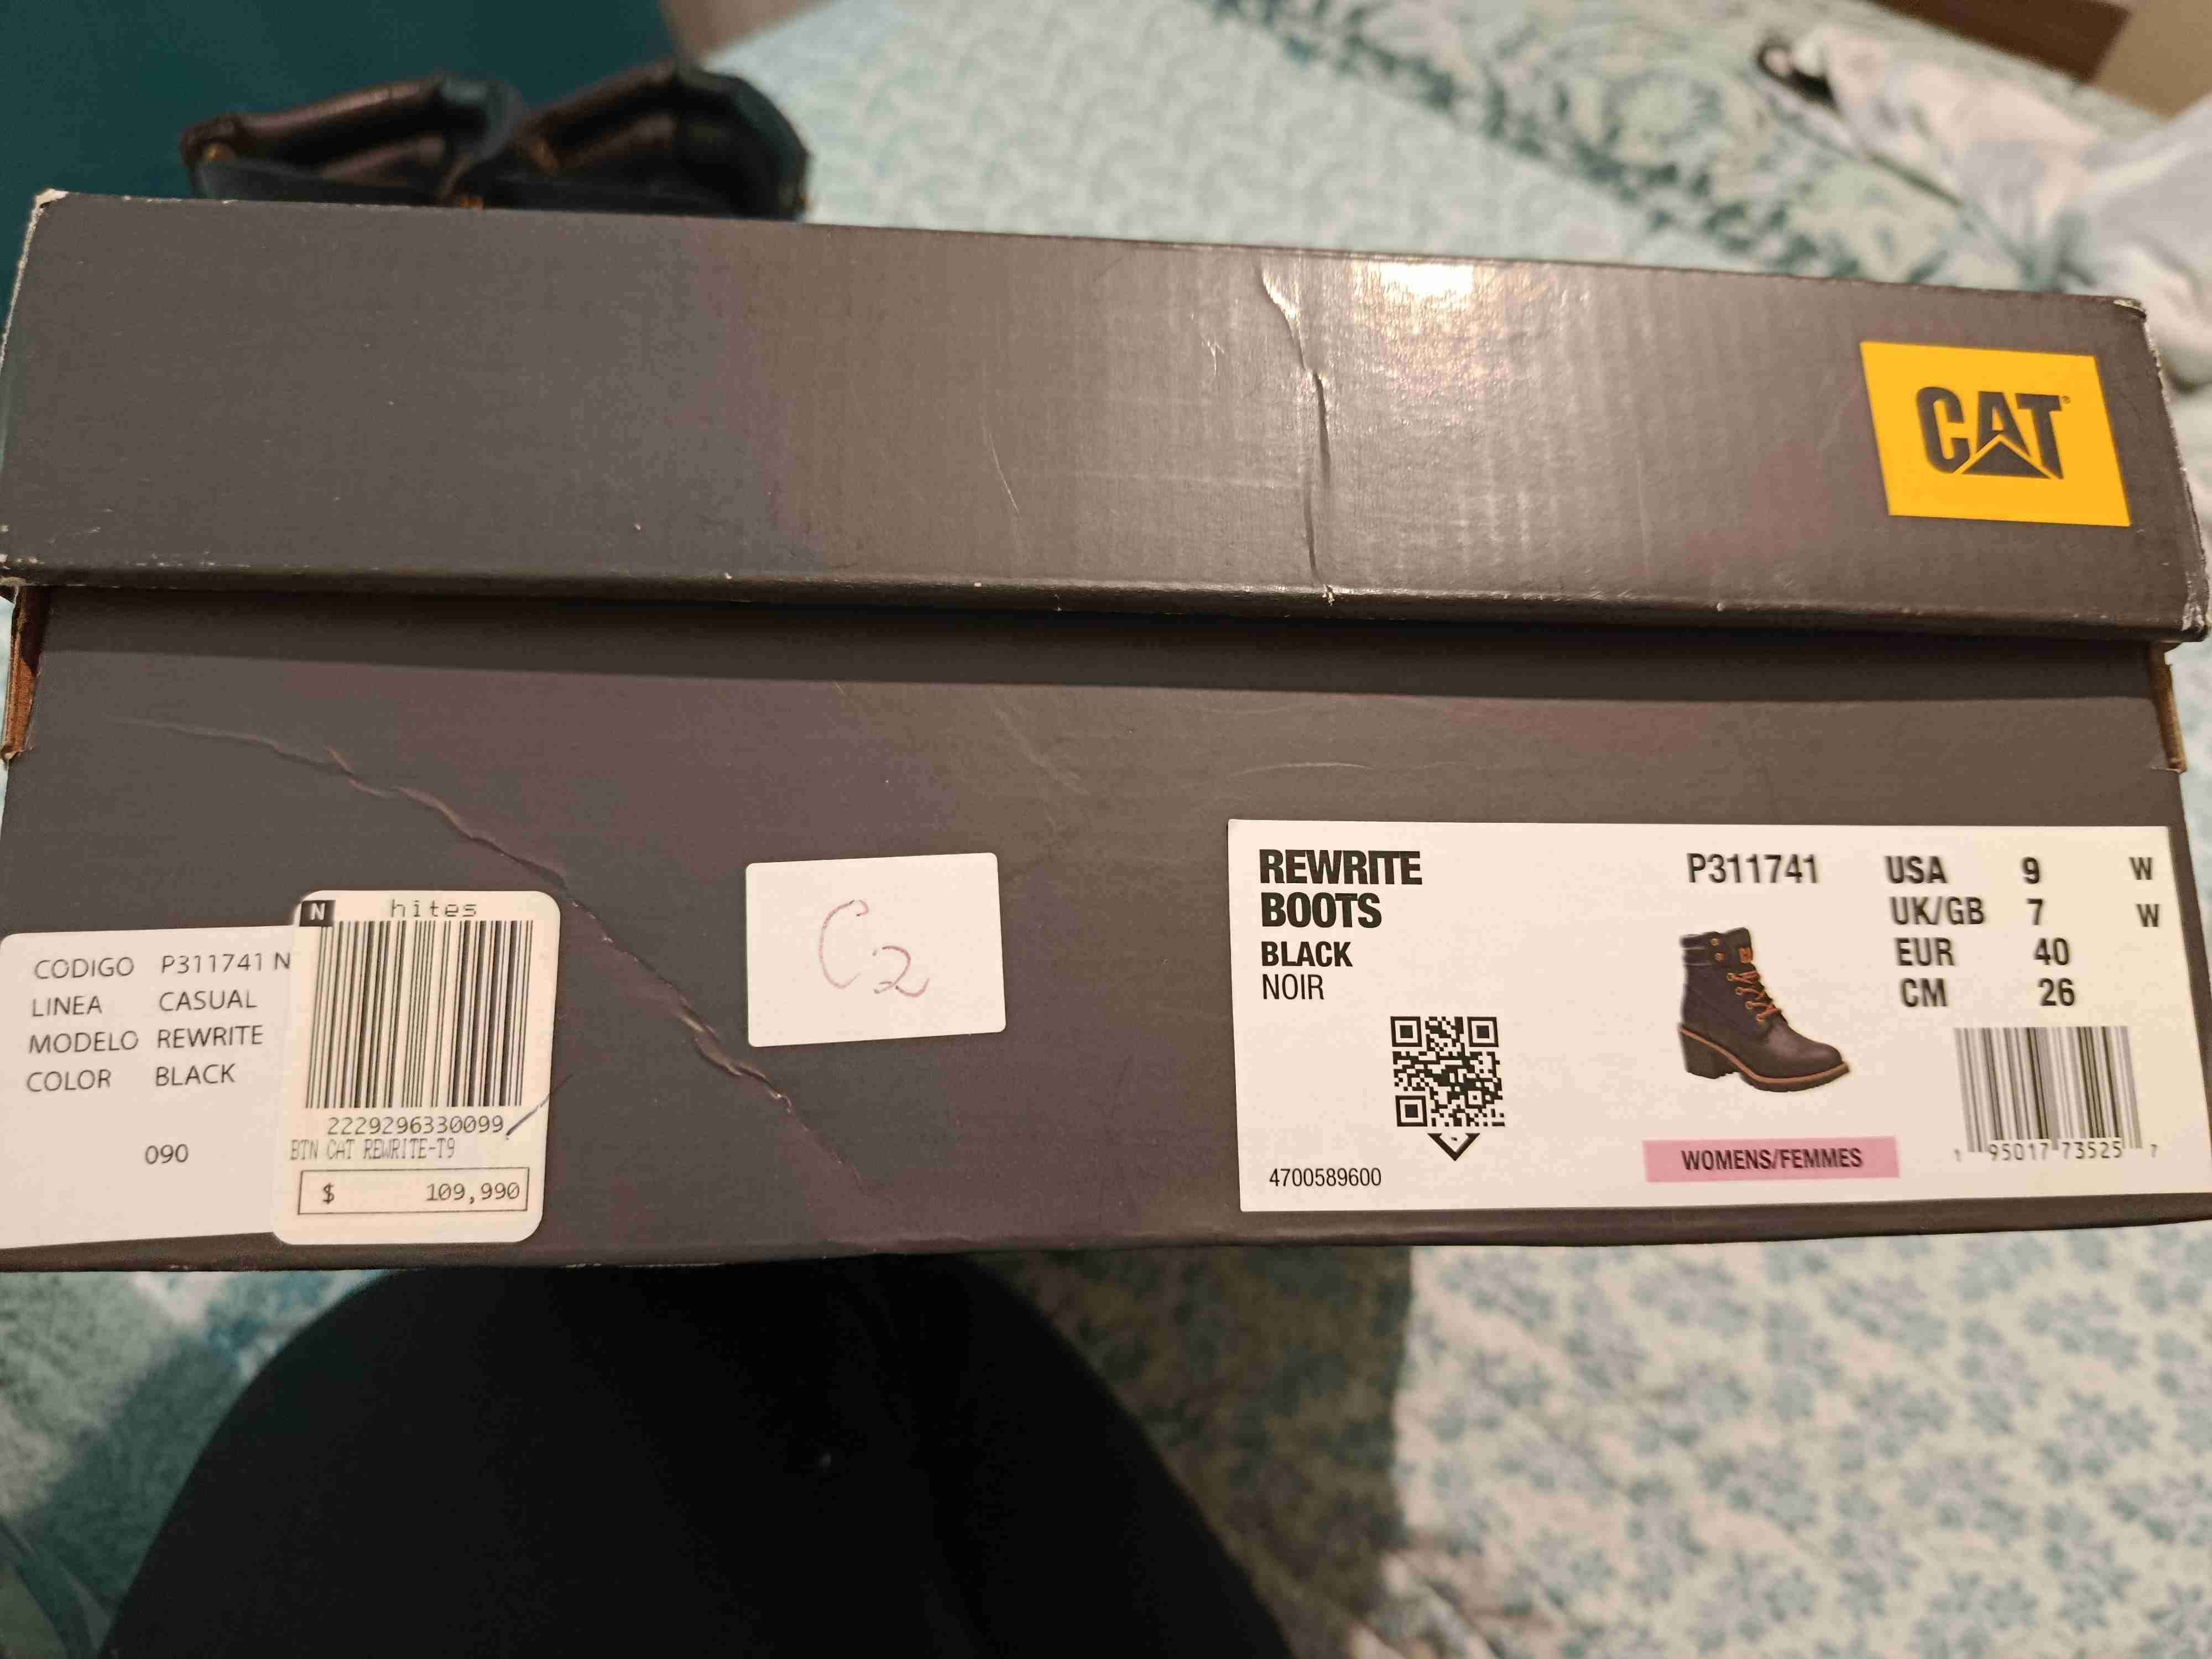 CAT
CODIGO P311741 N
LINEA CASUAL
MODELO REWRITE
COLOR BLACK
090
N hites
2229296330099
BTN CAT REWRITE-T9
$ 109,990
C2
REWRITE
BOOTS
BLACK
NOIR
4700589600
P311741
WOMENS/FEMMES
USA 9 W
UK/GB 7 W
EUR 40
CM 26
1 95017 73525 7